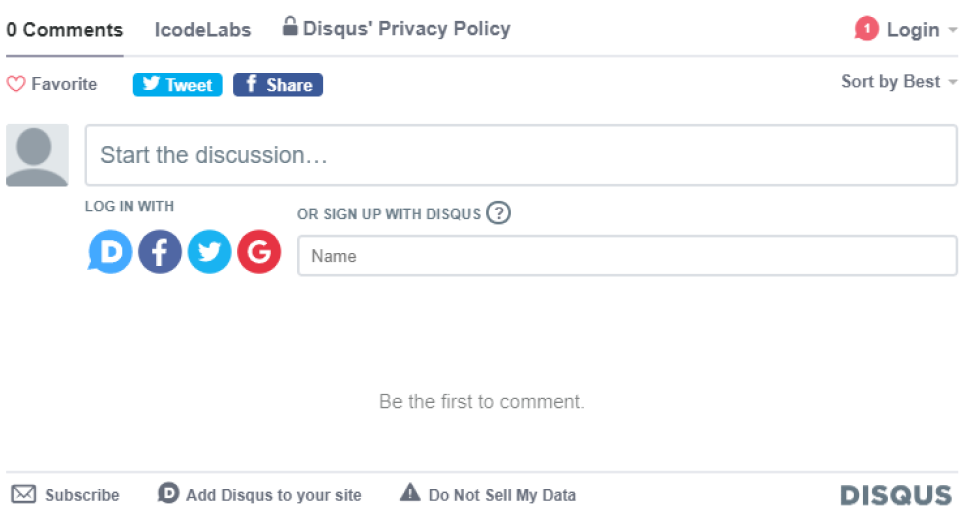 0 Comments IcodeLabs Disqus' Privacy Policy 1 Login
Favorite Tweet f Share Sort by Best
Start the discussion…
LOG IN WITH OR SIGN UP WITH DISQUS ?
D f G Name
Be the first to comment.
Subscribe D Add Disqus to your site Do Not Sell My Data DISQUS